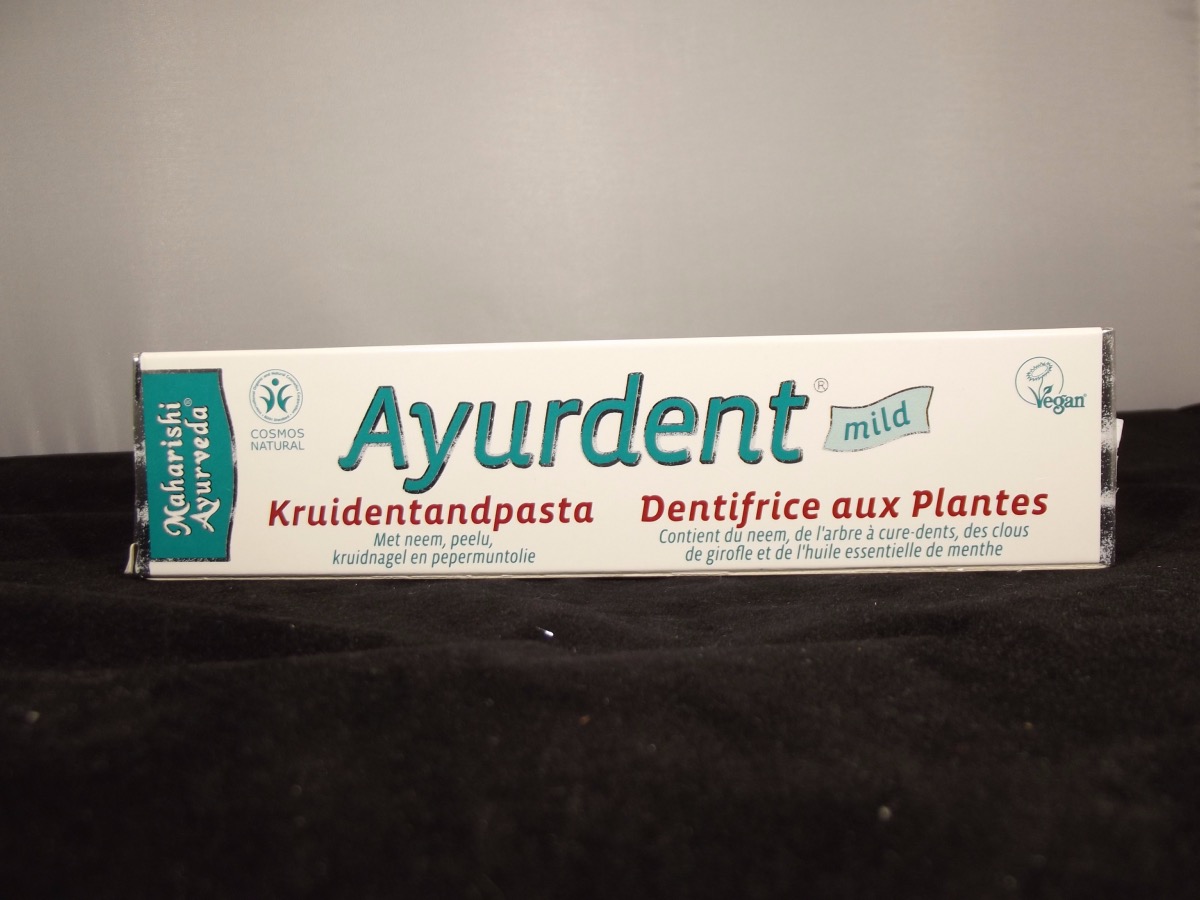 Maharishi
Ayurveda®
COSMOS
NATURAL
Ayurdent®
mild
Vegan
Kruidentandpasta
Met neem, peelu,
kruidnagel en pepermuntolie
Dentifrice aux Plantes
Contient du neem, de l'arbre à cure-dents, des clous
de girofle et de l'huile essentielle de menthe